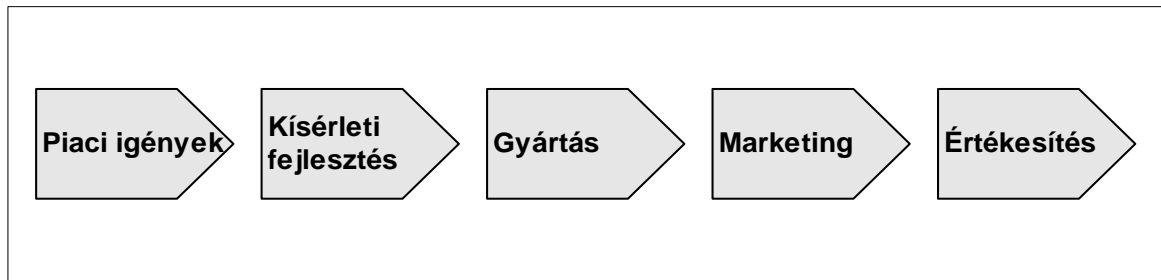 Piaci igények
Kísérleti
fejlesztés
Gyártás
Marketing
Értékesítés